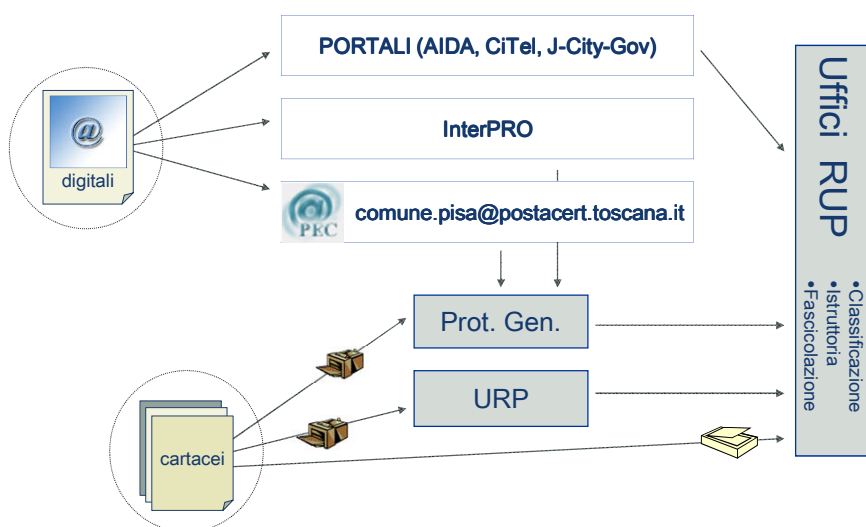 PORTALI (AIDA, CiTel, J-City-Gov)
@
digitali
InterPRO
@
PEC
comune.pisa@postacert.toscana.it
Prot. Gen.
URP
cartacei
Uffici RUP
•Classificazione
•Istruttoria
•Fascicolazione